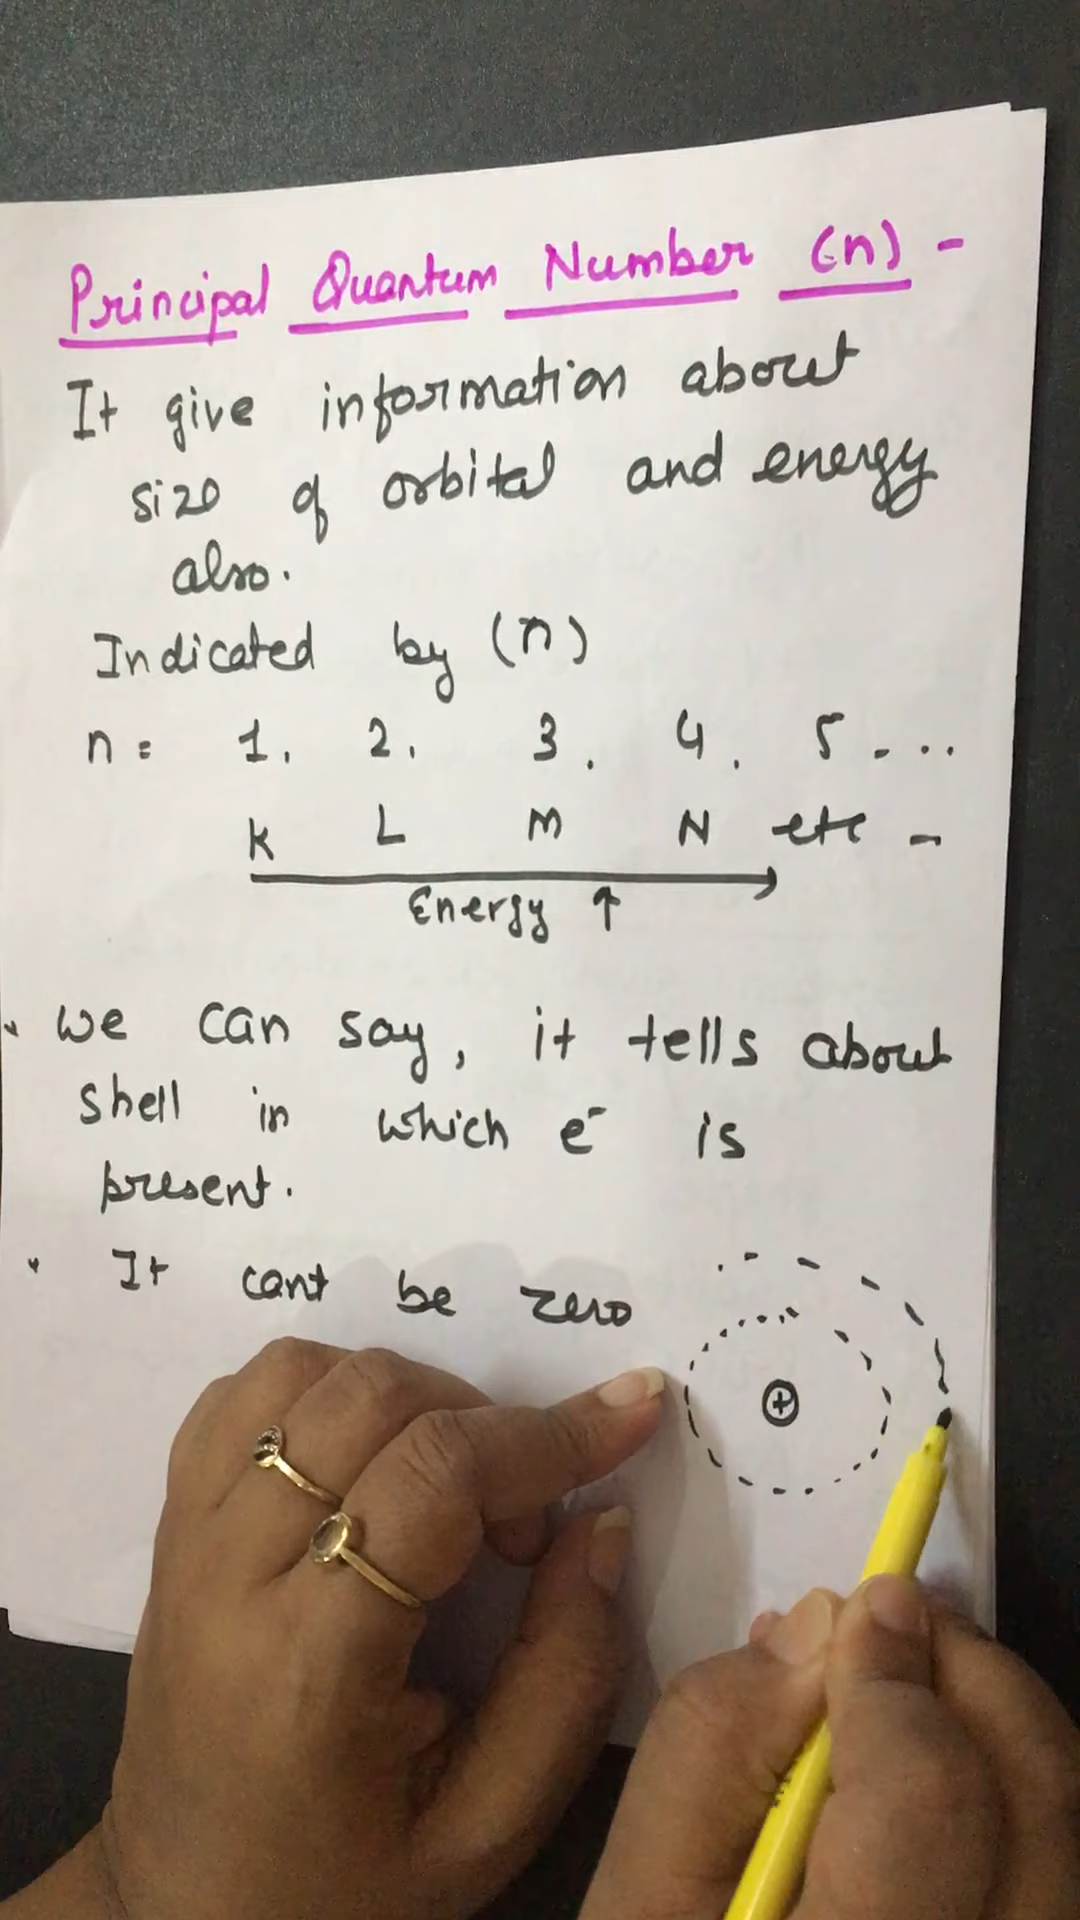 Principal Quantum Number (n) -
It give information about
size of orbital and energy
also.
Indicated by (n)
n = 1, 2, 3, 4, 5 - ...
K L M N etc -
Energy ↑
• We can say, it tells about
shell in which e⁻ is
present.
• It cant be zero
+